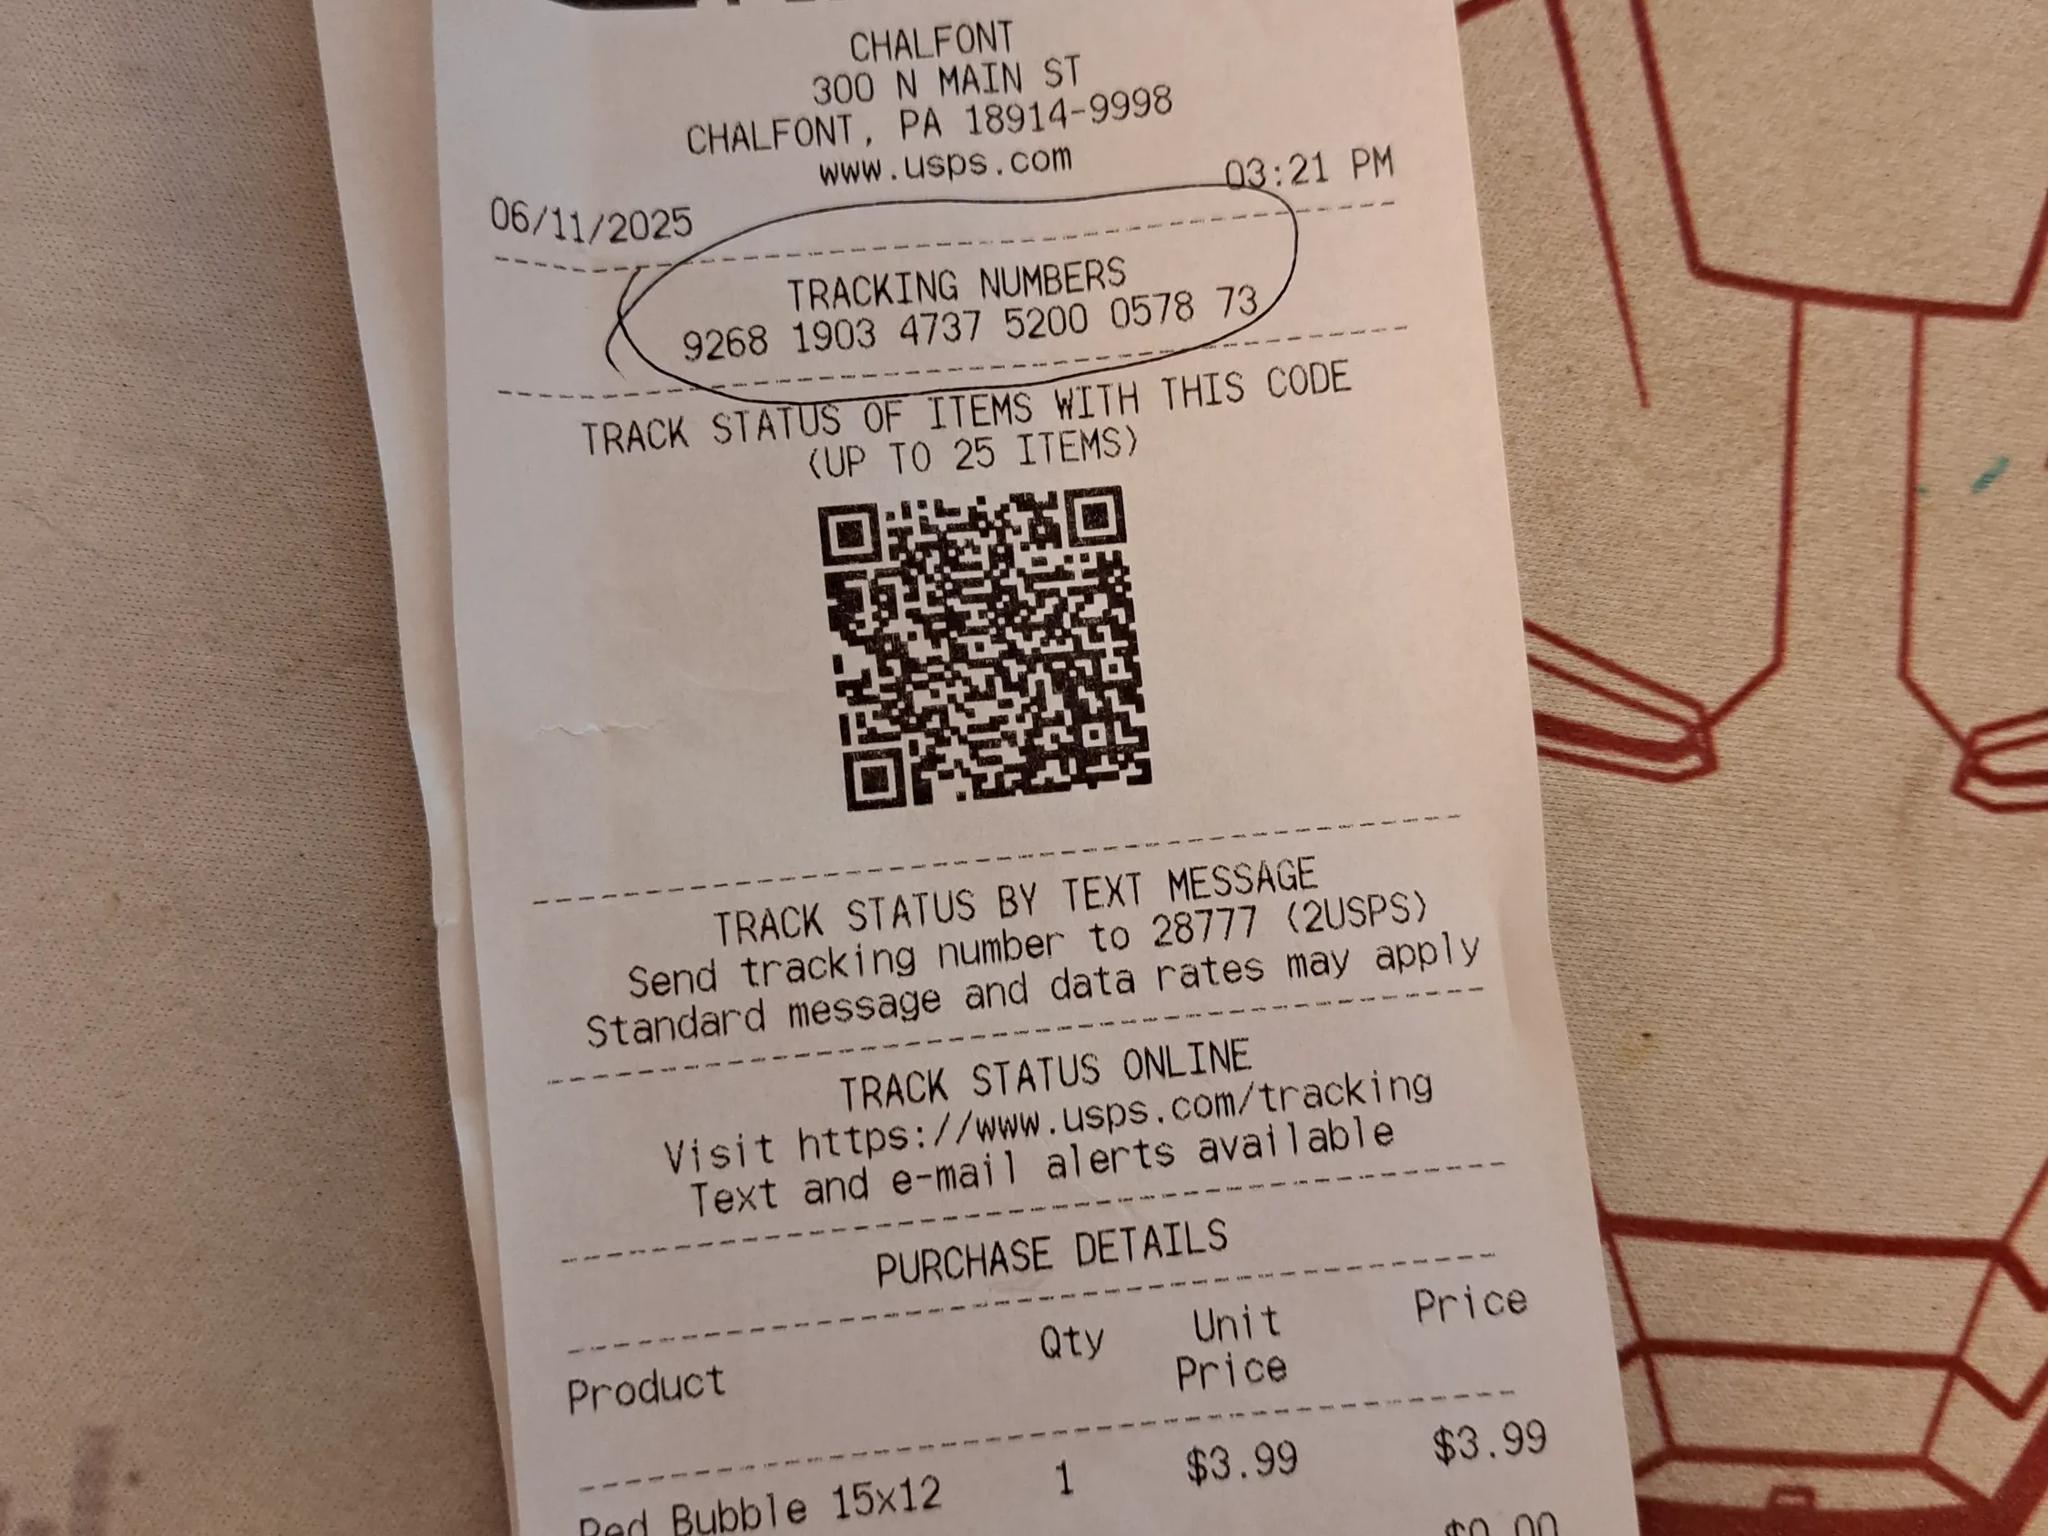 CHALFONT
300 N MAIN ST
CHALFONT, PA 18914-9998
www.usps.com
06/11/2025 03:21 PM
TRACKING NUMBERS
9268 1903 4737 5200 0578 73
TRACK STATUS OF ITEMS WITH THIS CODE
(UP TO 25 ITEMS)
TRACK STATUS BY TEXT MESSAGE
Send tracking number to 28777 (2USPS)
Standard message and data rates may apply
TRACK STATUS ONLINE
Visit https://www.usps.com/tracking
Text and e-mail alerts available
PURCHASE DETAILS
Product Qty Unit Price Price
Bubble 15x12 1 $3.99 $3.99
$0.00